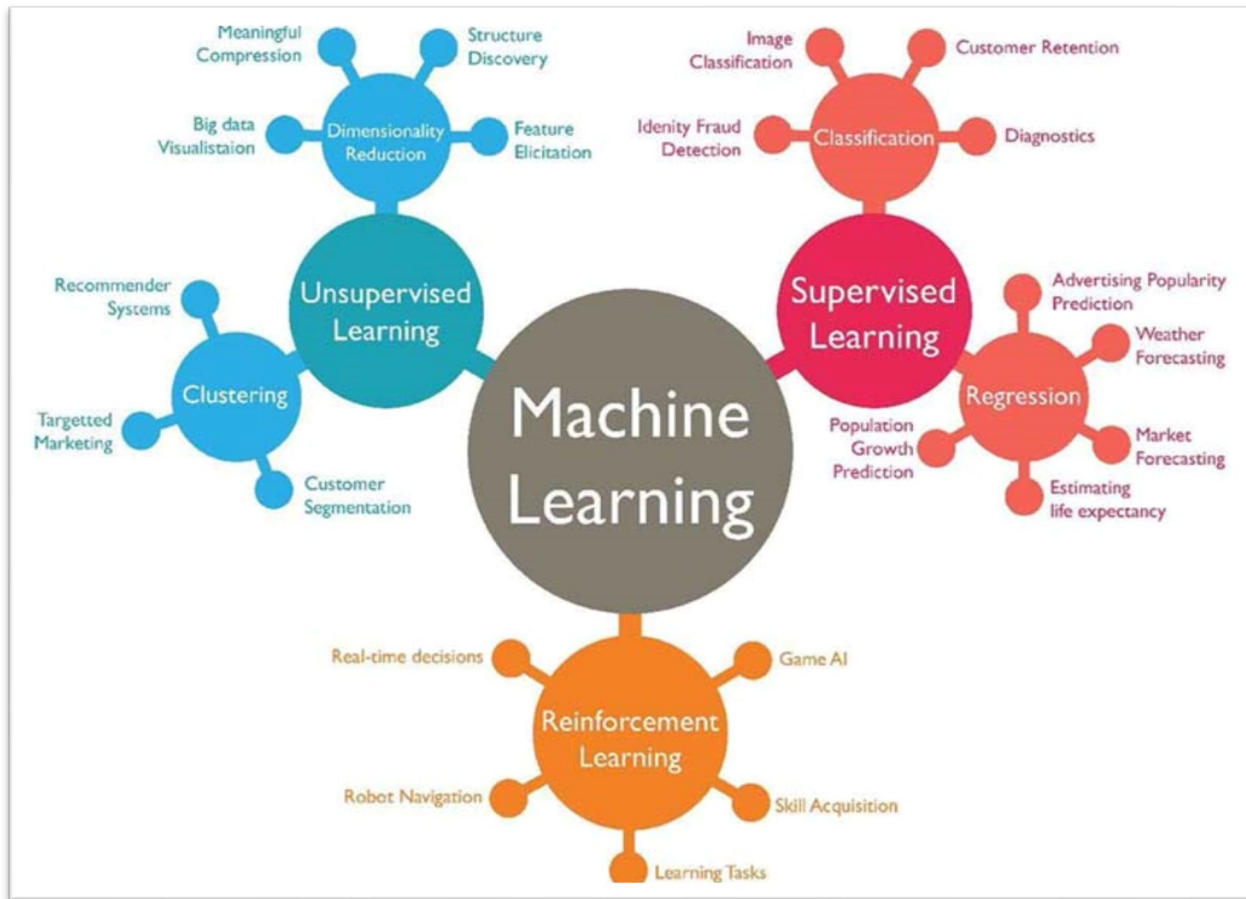 Meaningful
Compression
Structure
Discovery
Big data
Visualistaion
Dimensionality
Reduction
Feature
Elicitation
Image
Classification
Customer Retention
Idenity Fraud
Detection
Classification
Diagnostics
Unsupervised
Learning
Recommender
Systems
Clustering
Targetted
Marketing
Customer
Segmentation
Machine
Learning
Supervised
Learning
Advertising Popularity
Prediction
Weather
Forecasting
Regression
Population
Growth
Prediction
Market
Forecasting
Estimating
life expectancy
Real-time decisions
Game AI
Reinforcement
Learning
Robot Navigation
Skill Acquisition
Learning Tasks